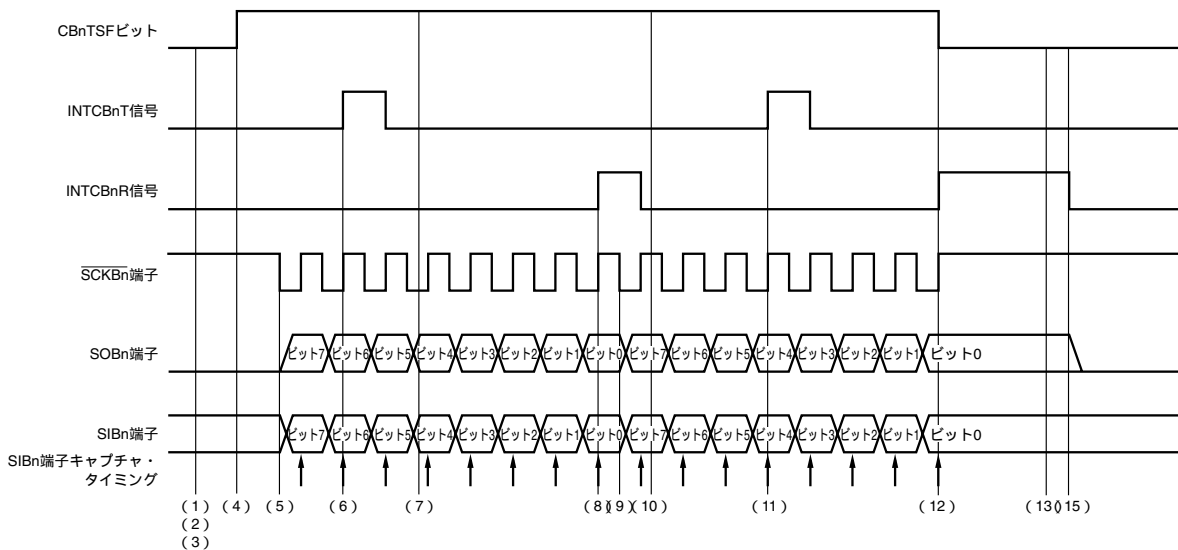 CBnTSFビット
INTCBnT信号
INTCBnR信号
SCKBn端子
SOBn端子
ビット7 ビット6 ビット5 ビット4 ビット3 ビット2 ビット1 ビット0 ビット7 ビット6 ビット5 ビット4 ビット3 ビット2 ビット1 ビット0
SIBn端子
ビット7 ビット6 ビット5 ビット4 ビット3 ビット2 ビット1 ビット0 ビット7 ビット6 ビット5 ビット4 ビット3 ビット2 ビット1 ビット0
SIBn端子キャプチャ・
タイミング
(1) (4) (5) (6) (7) (8) (9) (10) (11) (12) (13) (15)
(2)
(3)